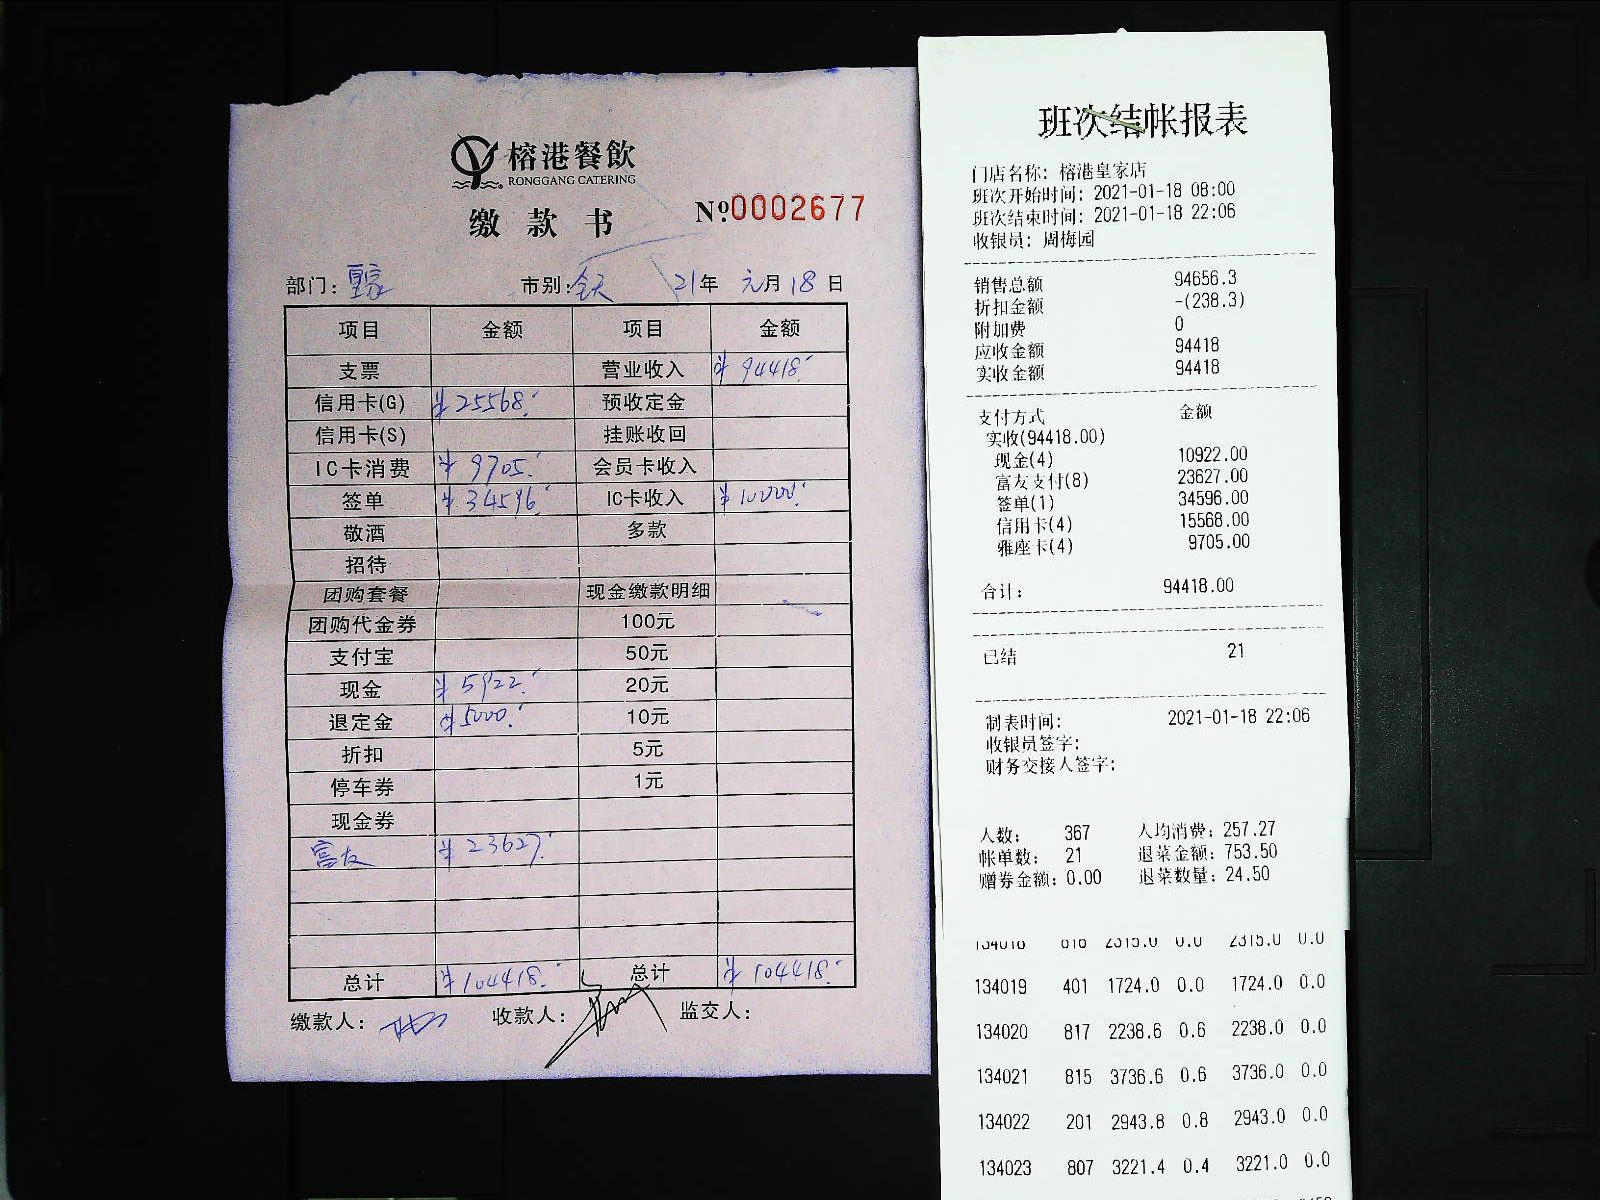 榕港餐飲
RONGGANG CATERING
缴款书 №0002677
部门: 皇家 市别: 全天 21年 元月 18 日
项目 金额 项目 金额
支票 营业收入 ¥94418.-
信用卡(G) ¥25568.- 预收定金
信用卡(S) 挂账收回
IC卡消费 ¥9705.- 会员卡收入
签单 ¥34596.- IC卡收入 ¥10000.-
敬酒 多款
招待
团购套餐 现金缴款明细
团购代金券 100元
支付宝 50元
现金 ¥5922.- 20元
退定金 ¥5000.- 10元
折扣 5元
停车券 1元
现金券
富友 ¥23627.-
总计 ¥104418.- 总计 ¥104418.-
缴款人: 收款人: 监交人:
班次结帐报表
门店名称: 榕港皇家店
班次开始时间: 2021-01-18 08:00
班次结束时间: 2021-01-18 22:06
收银员: 周梅园
销售总额 94656.3
折扣金额 -(238.3)
附加费 0
应收金额 94418
实收金额 94418
支付方式 金额
实收(94418.00)
现金(4) 10922.00
富友支付(8) 23627.00
签单(1) 34596.00
信用卡(4) 15568.00
雅座卡(4) 9705.00
合计: 94418.00
已结 21
制表时间: 2021-01-18 22:06
收银员签字:
财务交接人签字:
人数: 367 人均消费: 257.27
帐单数: 21 退菜金额: 753.50
赠券金额: 0.00 退菜数量: 24.50
134018 816 2315.0 0.0 2315.0 0.0
134019 401 1724.0 0.0 1724.0 0.0
134020 817 2238.6 0.6 2238.0 0.0
134021 815 3736.6 0.6 3736.0 0.0
134022 201 2943.8 0.8 2943.0 0.0
134023 807 3221.4 0.4 3221.0 0.0